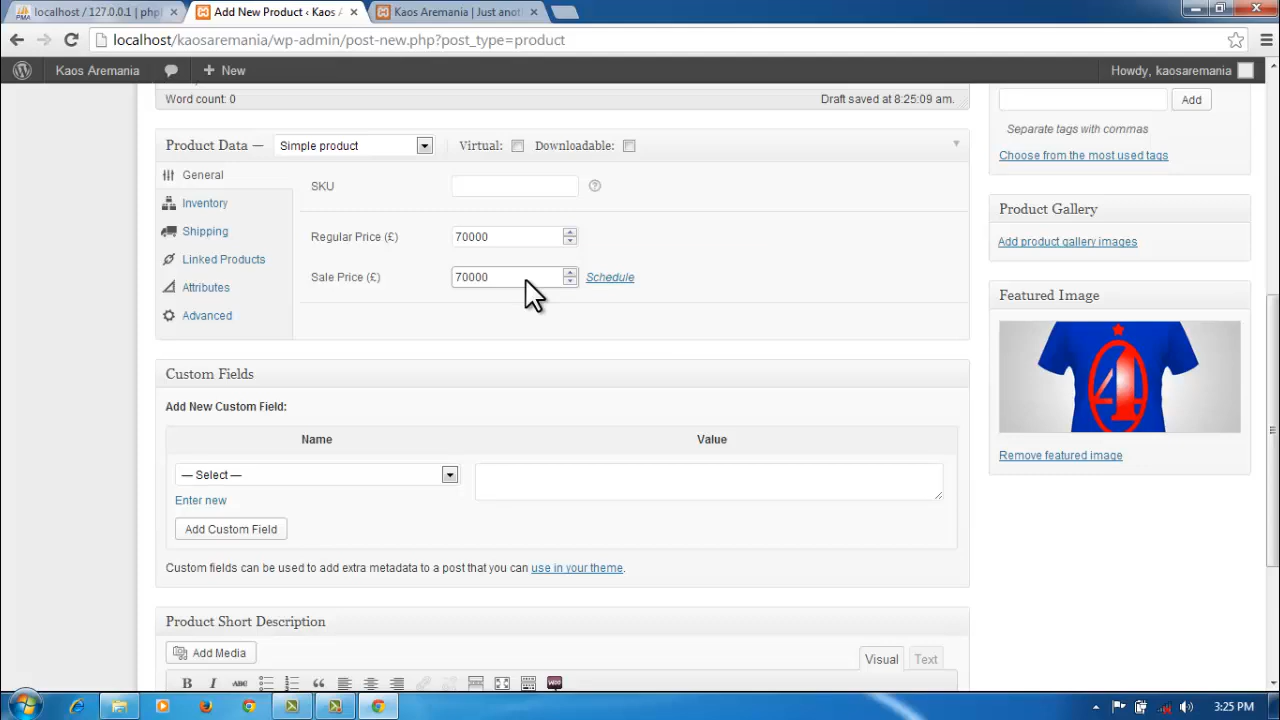 localhost / 127.0.0.1 | php
Add New Product ‹ Kaos A
Kaos Aremania | Just anot
localhost/kaosaremania/wp-admin/post-new.php?post_type=product
Kaos Aremania
New
Howdy, kaosaremania
Word count: 0
Draft saved at 8:25:09 am.
Add
Separate tags with commas
Choose from the most used tags
Product Data —
Simple product
Virtual:
Downloadable:
General
SKU
Inventory
Shipping
Regular Price (£)
70000
Linked Products
Sale Price (£)
70000
Schedule
Attributes
Advanced
Product Gallery
Add product gallery images
Featured Image
4 1
Remove featured image
Custom Fields
Add New Custom Field:
Name
Value
— Select —
Enter new
Add Custom Field
Custom fields can be used to add extra metadata to a post that you can use in your theme.
Product Short Description
Add Media
Visual
Text
B I ABC
3:25 PM